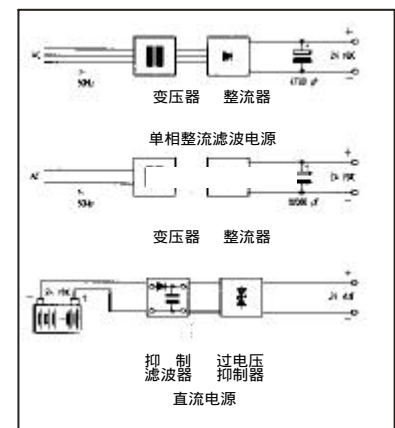 AC
50Hz
+
24 VDC
−
变压器 整流器
单相整流滤波电源
AC
50Hz
+
−
变压器 整流器
24 VDC
+
−
抑 制 过电压
滤波器 抑制器
直流电源